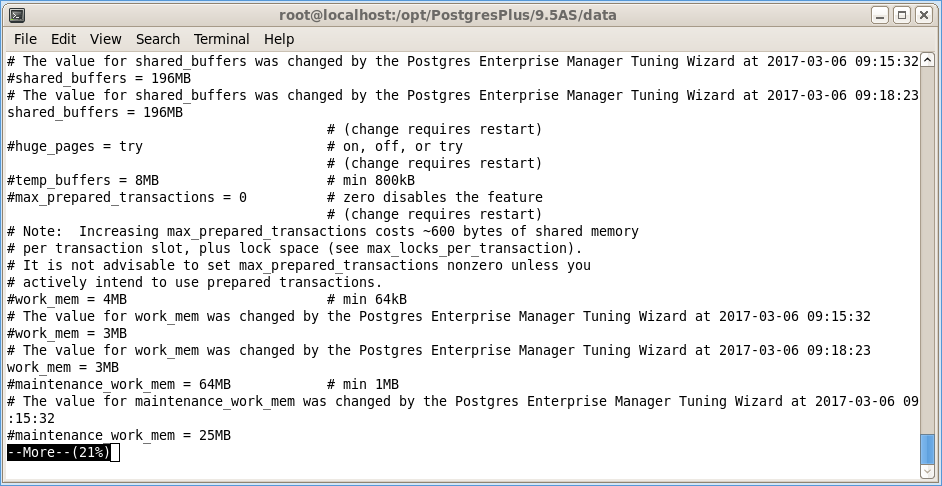 root@localhost:/opt/PostgresPlus/9.5AS/data
File Edit View Search Terminal Help
# The value for shared_buffers was changed by the Postgres Enterprise Manager Tuning Wizard at 2017-03-06 09:15:32
#shared_buffers = 196MB
# The value for shared_buffers was changed by the Postgres Enterprise Manager Tuning Wizard at 2017-03-06 09:18:23
shared_buffers = 196MB
# (change requires restart)
#huge_pages = try # on, off, or try
# (change requires restart)
#temp_buffers = 8MB # min 800kB
#max_prepared_transactions = 0 # zero disables the feature
# (change requires restart)
# Note:  Increasing max_prepared_transactions costs ~600 bytes of shared memory
# per transaction slot, plus lock space (see max_locks_per_transaction).
# It is not advisable to set max_prepared_transactions nonzero unless you
# actively intend to use prepared transactions.
#work_mem = 4MB # min 64kB
# The value for work_mem was changed by the Postgres Enterprise Manager Tuning Wizard at 2017-03-06 09:15:32
#work_mem = 3MB
# The value for work_mem was changed by the Postgres Enterprise Manager Tuning Wizard at 2017-03-06 09:18:23
work_mem = 3MB
#maintenance_work_mem = 64MB # min 1MB
# The value for maintenance_work_mem was changed by the Postgres Enterprise Manager Tuning Wizard at 2017-03-06 09
:15:32
#maintenance_work_mem = 25MB
--More--(21%)